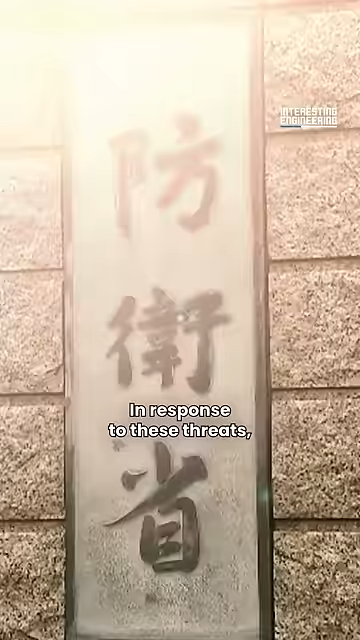 INTERESTING
ENGINEERING
防
衛
省
In response
to these threats,